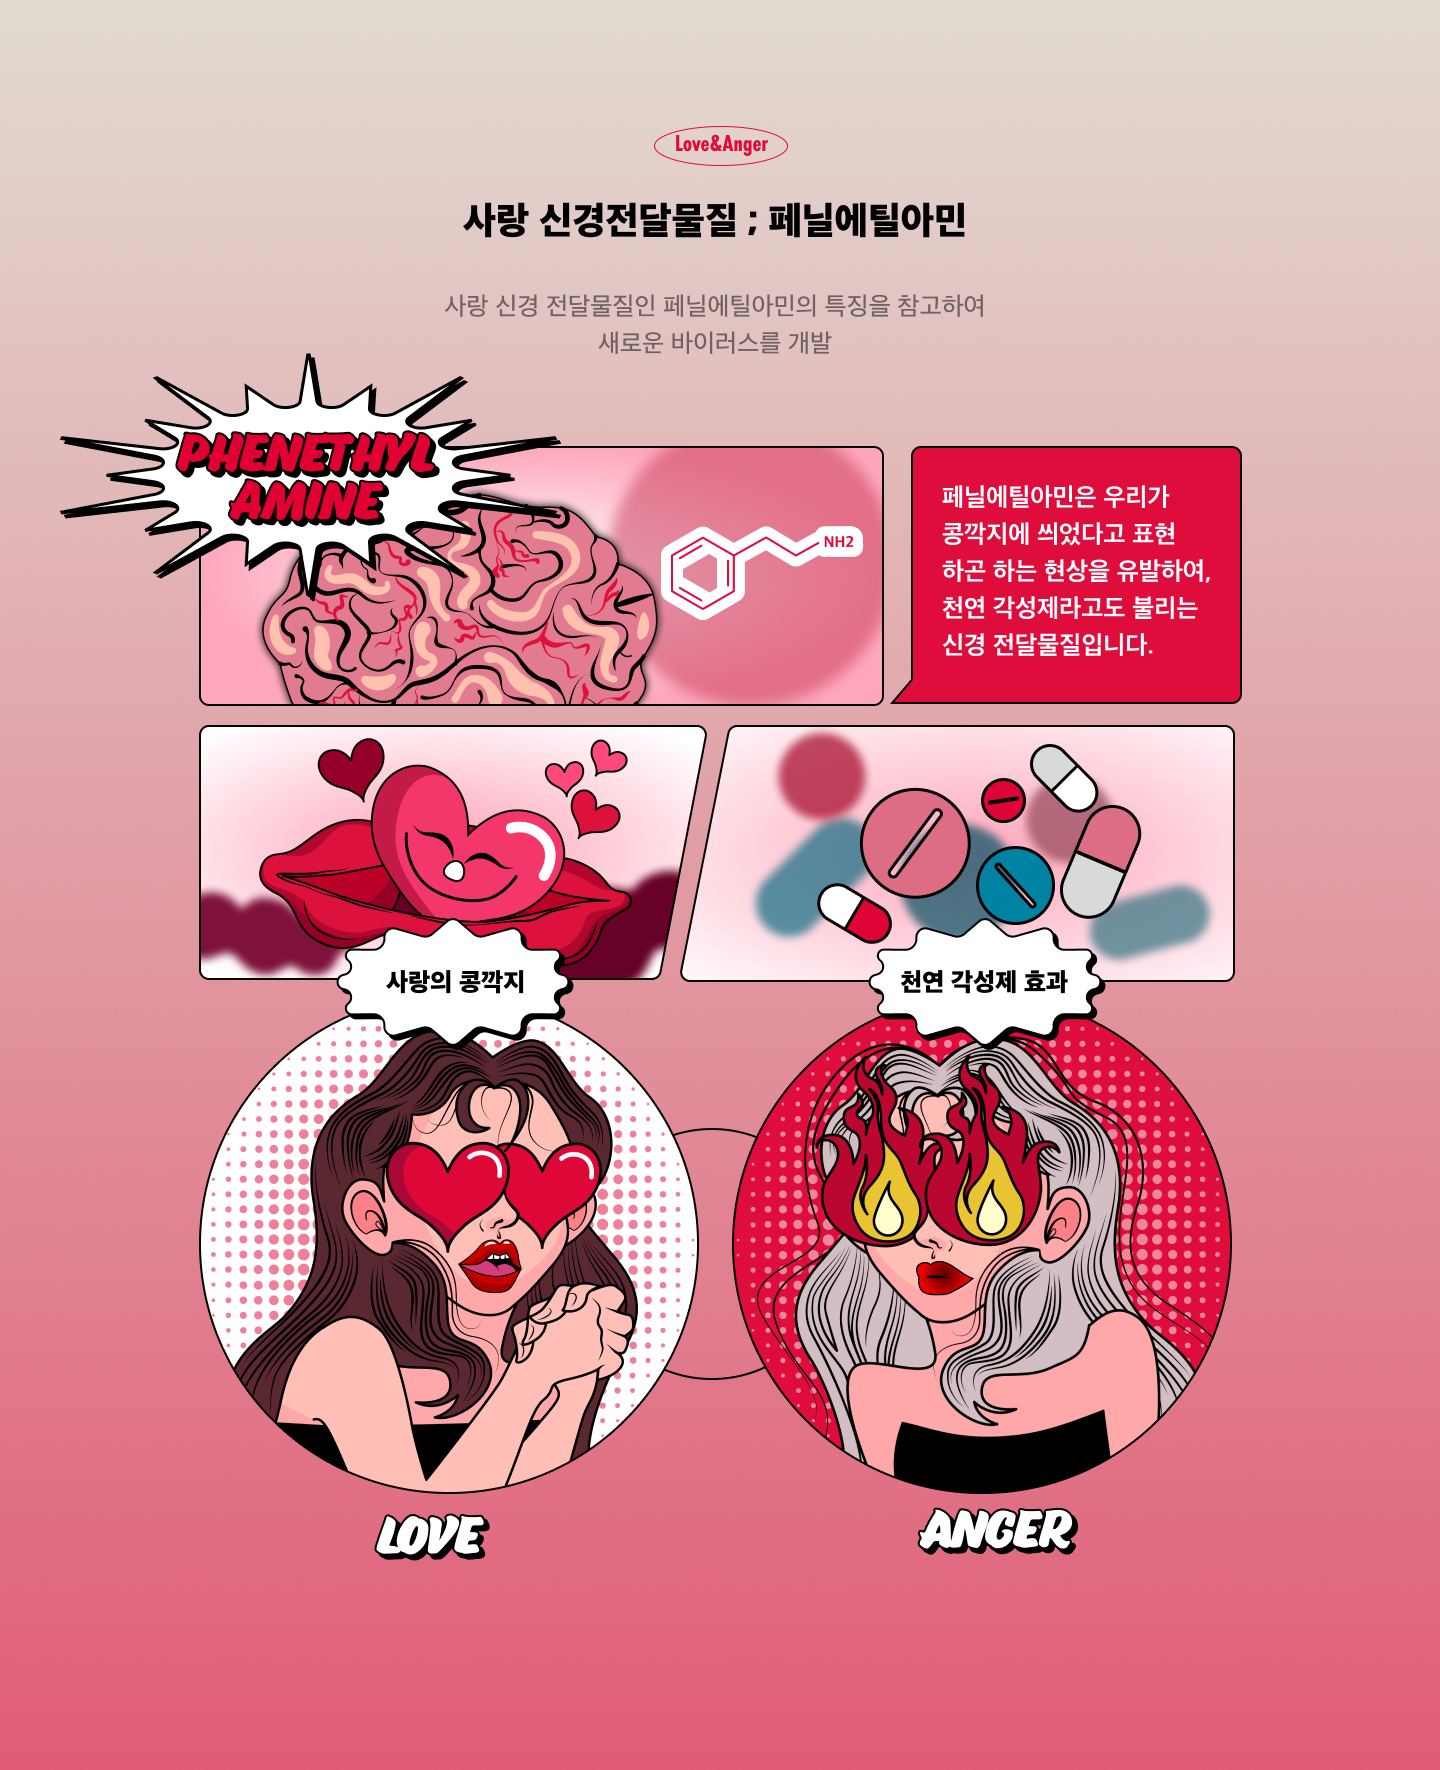 Love&Anger
사랑 신경전달물질 ; 페닐에틸아민
사랑 신경 전달물질인 페닐에틸아민의 특징을 참고하여
새로운 바이러스를 개발
PHENETHYL
AMINE
NH2
페닐에틸아민은 우리가
콩깍지에 씌었다고 표현
하곤 하는 현상을 유발하여,
천연 각성제라고도 불리는
신경 전달물질입니다.
사랑의 콩깍지
천연 각성제 효과
LOVE
ANGER